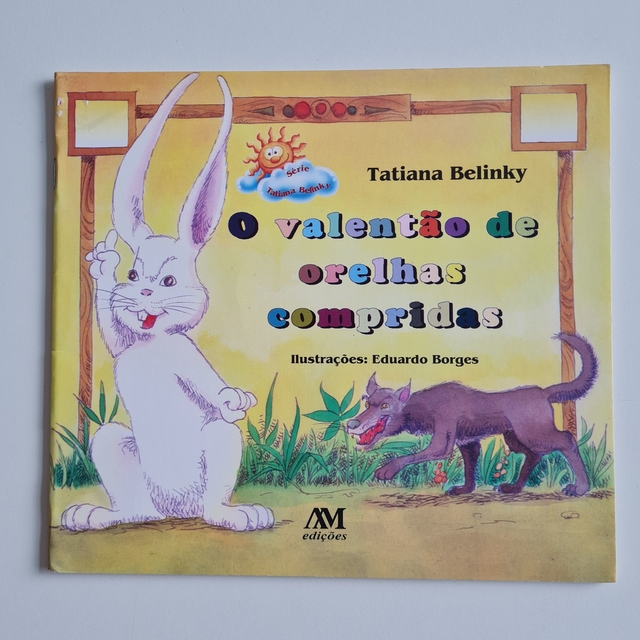 Série
Tatiana Belinky
Tatiana Belinky
O valentão de
orelhas
compridas
Ilustrações: Eduardo Borges
AM
edições